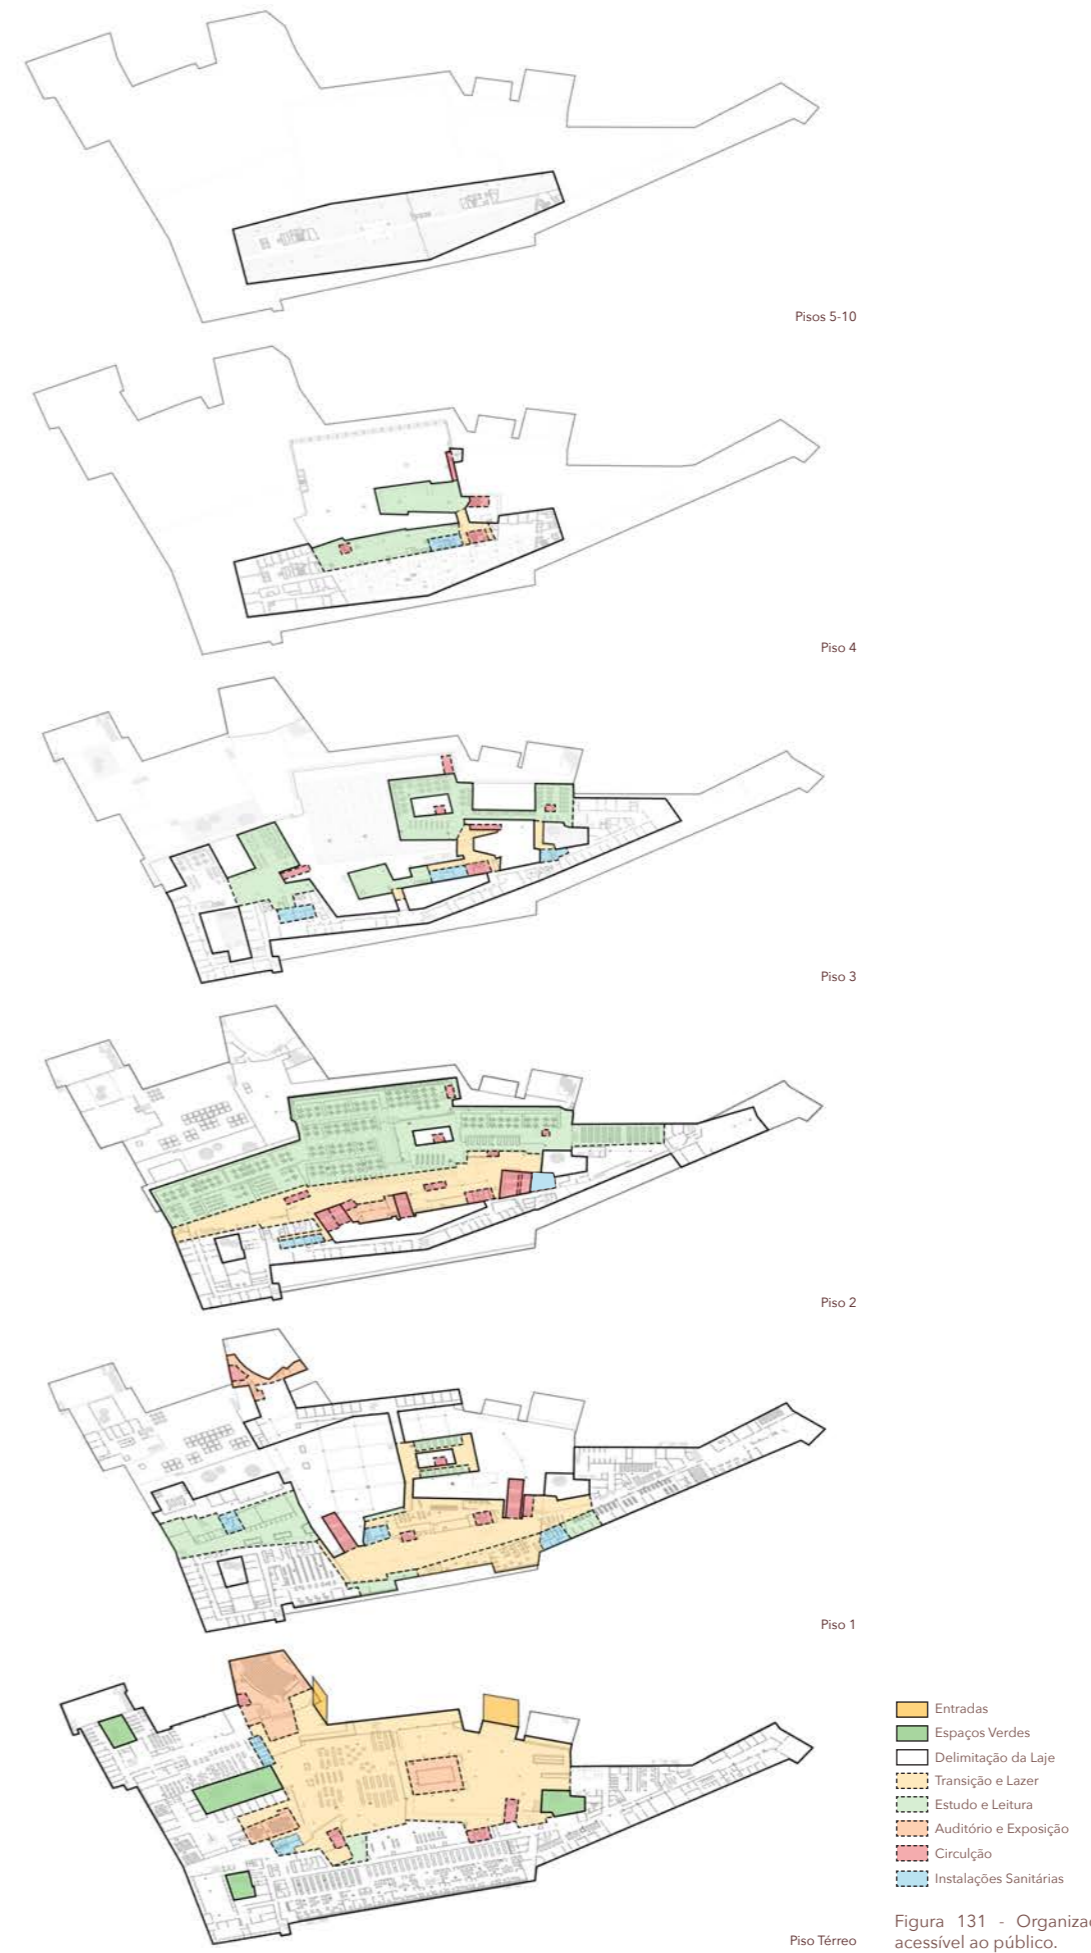 Pisos 5-10
Piso 4
Piso 3
Piso 2
Piso 1
Piso Térreo
Entradas
Espaços Verdes
Delimitação da Laje
Transição e Lazer
Estudo e Leitura
Auditório e Exposição
Circulção
Instalações Sanitárias
Figura 131 - Organizaç
acessível ao público.